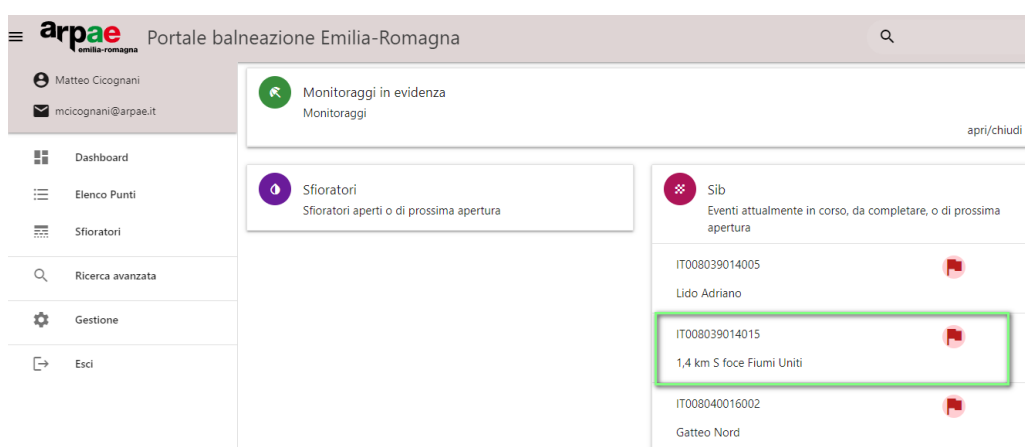 arpae
emilia-romagna
Portale balneazione Emilia-Romagna
Matteo Cicognani
mcicognani@arpae.it
Dashboard
Elenco Punti
Sfioratori
Ricerca avanzata
Gestione
Esci
Monitoraggi in evidenza
Monitoraggi
apri/chiudi
Sfioratori
Sfioratori aperti o di prossima apertura
Sib
Eventi attualmente in corso, da completare, o di prossima
apertura
IT008039014005
Lido Adriano
IT008039014015
1,4 km S foce Fiumi Uniti
IT008040016002
Gatteo Nord